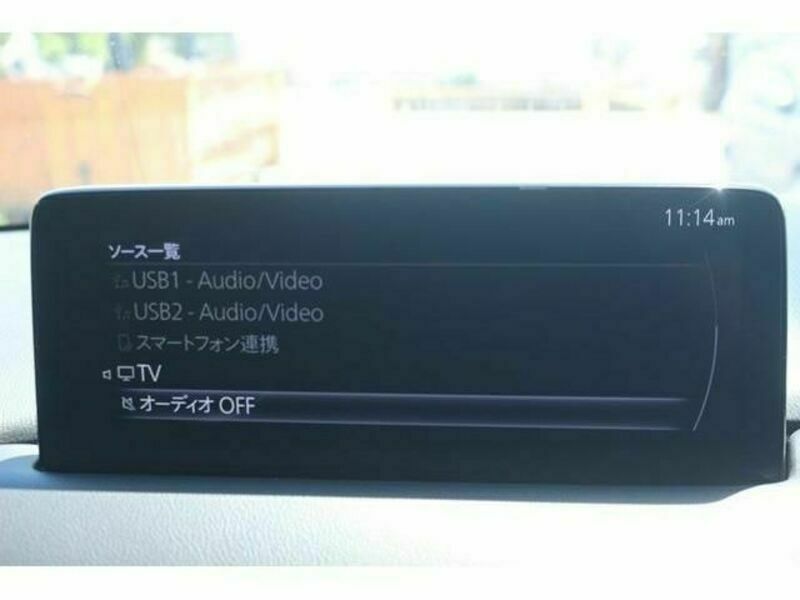 11:14am
ソース一覧
USB1 - Audio/Video
USB2 - Audio/Video
スマートフォン連携
TV
オーディオ OFF